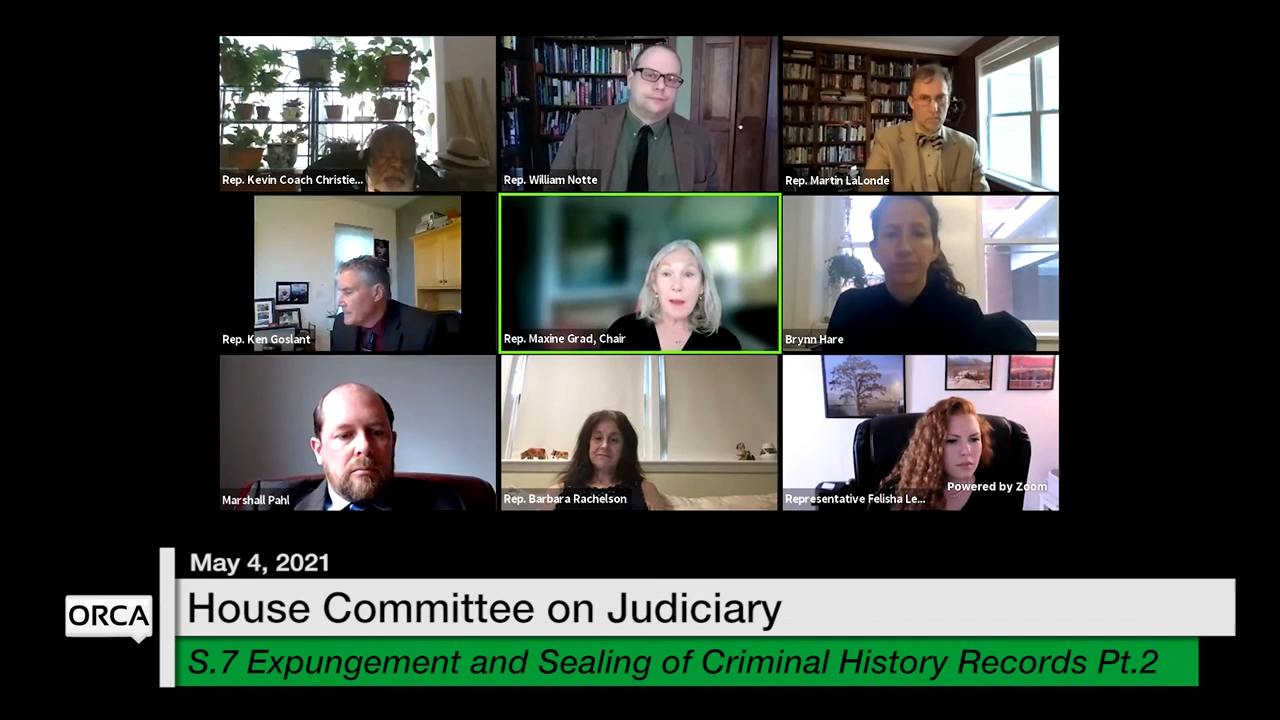 Rep. Kevin Coach Christie...
Rep. William Notte
Rep. Martin LaLonde
Rep. Ken Goslant
Rep. Maxine Grad, Chair
Brynn Hare
Marshall Pahl
Rep. Barbara Rachelson
Representative Felisha Le...
Powered by Zoom
May 4, 2021
ORCA
House Committee on Judiciary
S.7 Expungement and Sealing of Criminal History Records Pt.2